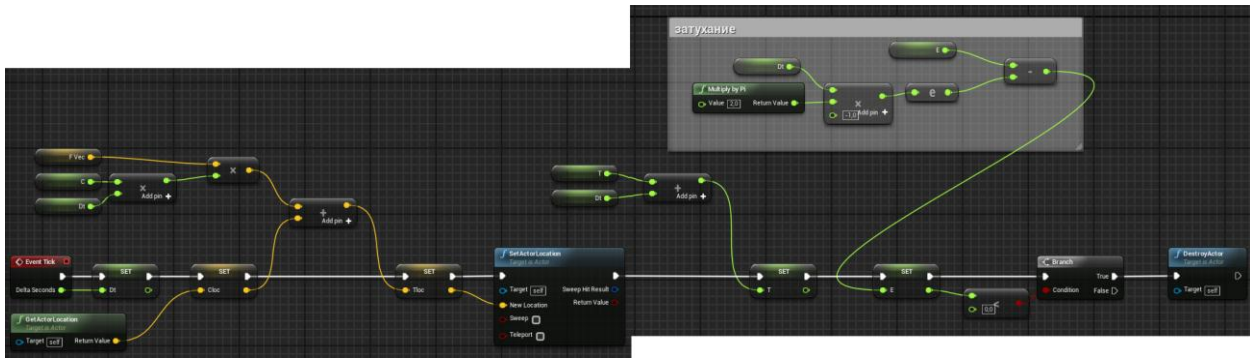 затухание
E
Dt
Multiply by Pi
Value 2,0 Return Value
×
-1,0 Add pin +
e
-
F Vec
C
Dt
×
Add pin +
×
+
Add pin +
T
Dt
+
Add pin +
Event Tick
Delta Seconds
SET
Dt
SET
Cloc
SET
Tloc
SetActorLocation
Target is Actor
Target self
Sweep Hit Result
New Location
Return Value
Sweep
Teleport
GetActorLocation
Target is Actor
Target self Return Value
SET
T
SET
E
<
0,0
Branch
True
Condition
False
DestroyActor
Target is Actor
Target self